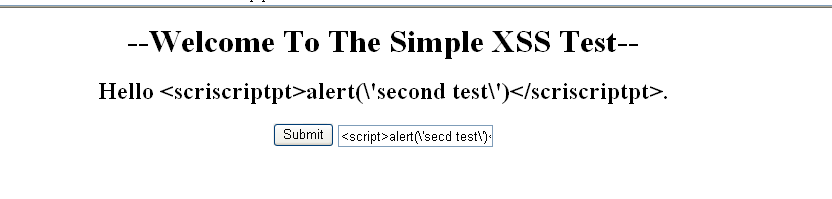 --Welcome To The Simple XSS Test--
Hello <scriscriptpt>alert(\'second test\')</scriscriptpt>.
Submit <script>alert(\'secd test\')